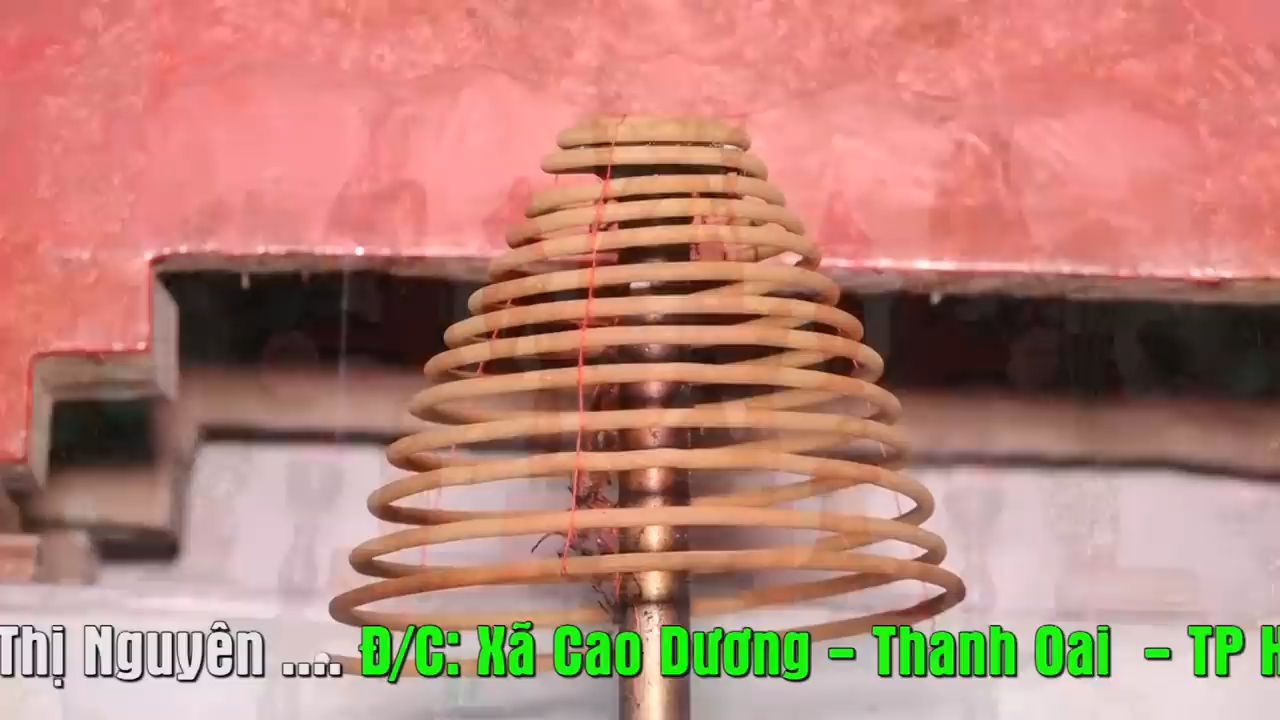 Thị Nguyên .... Đ/C: Xã Cao Dương – Thanh Oai – TP H